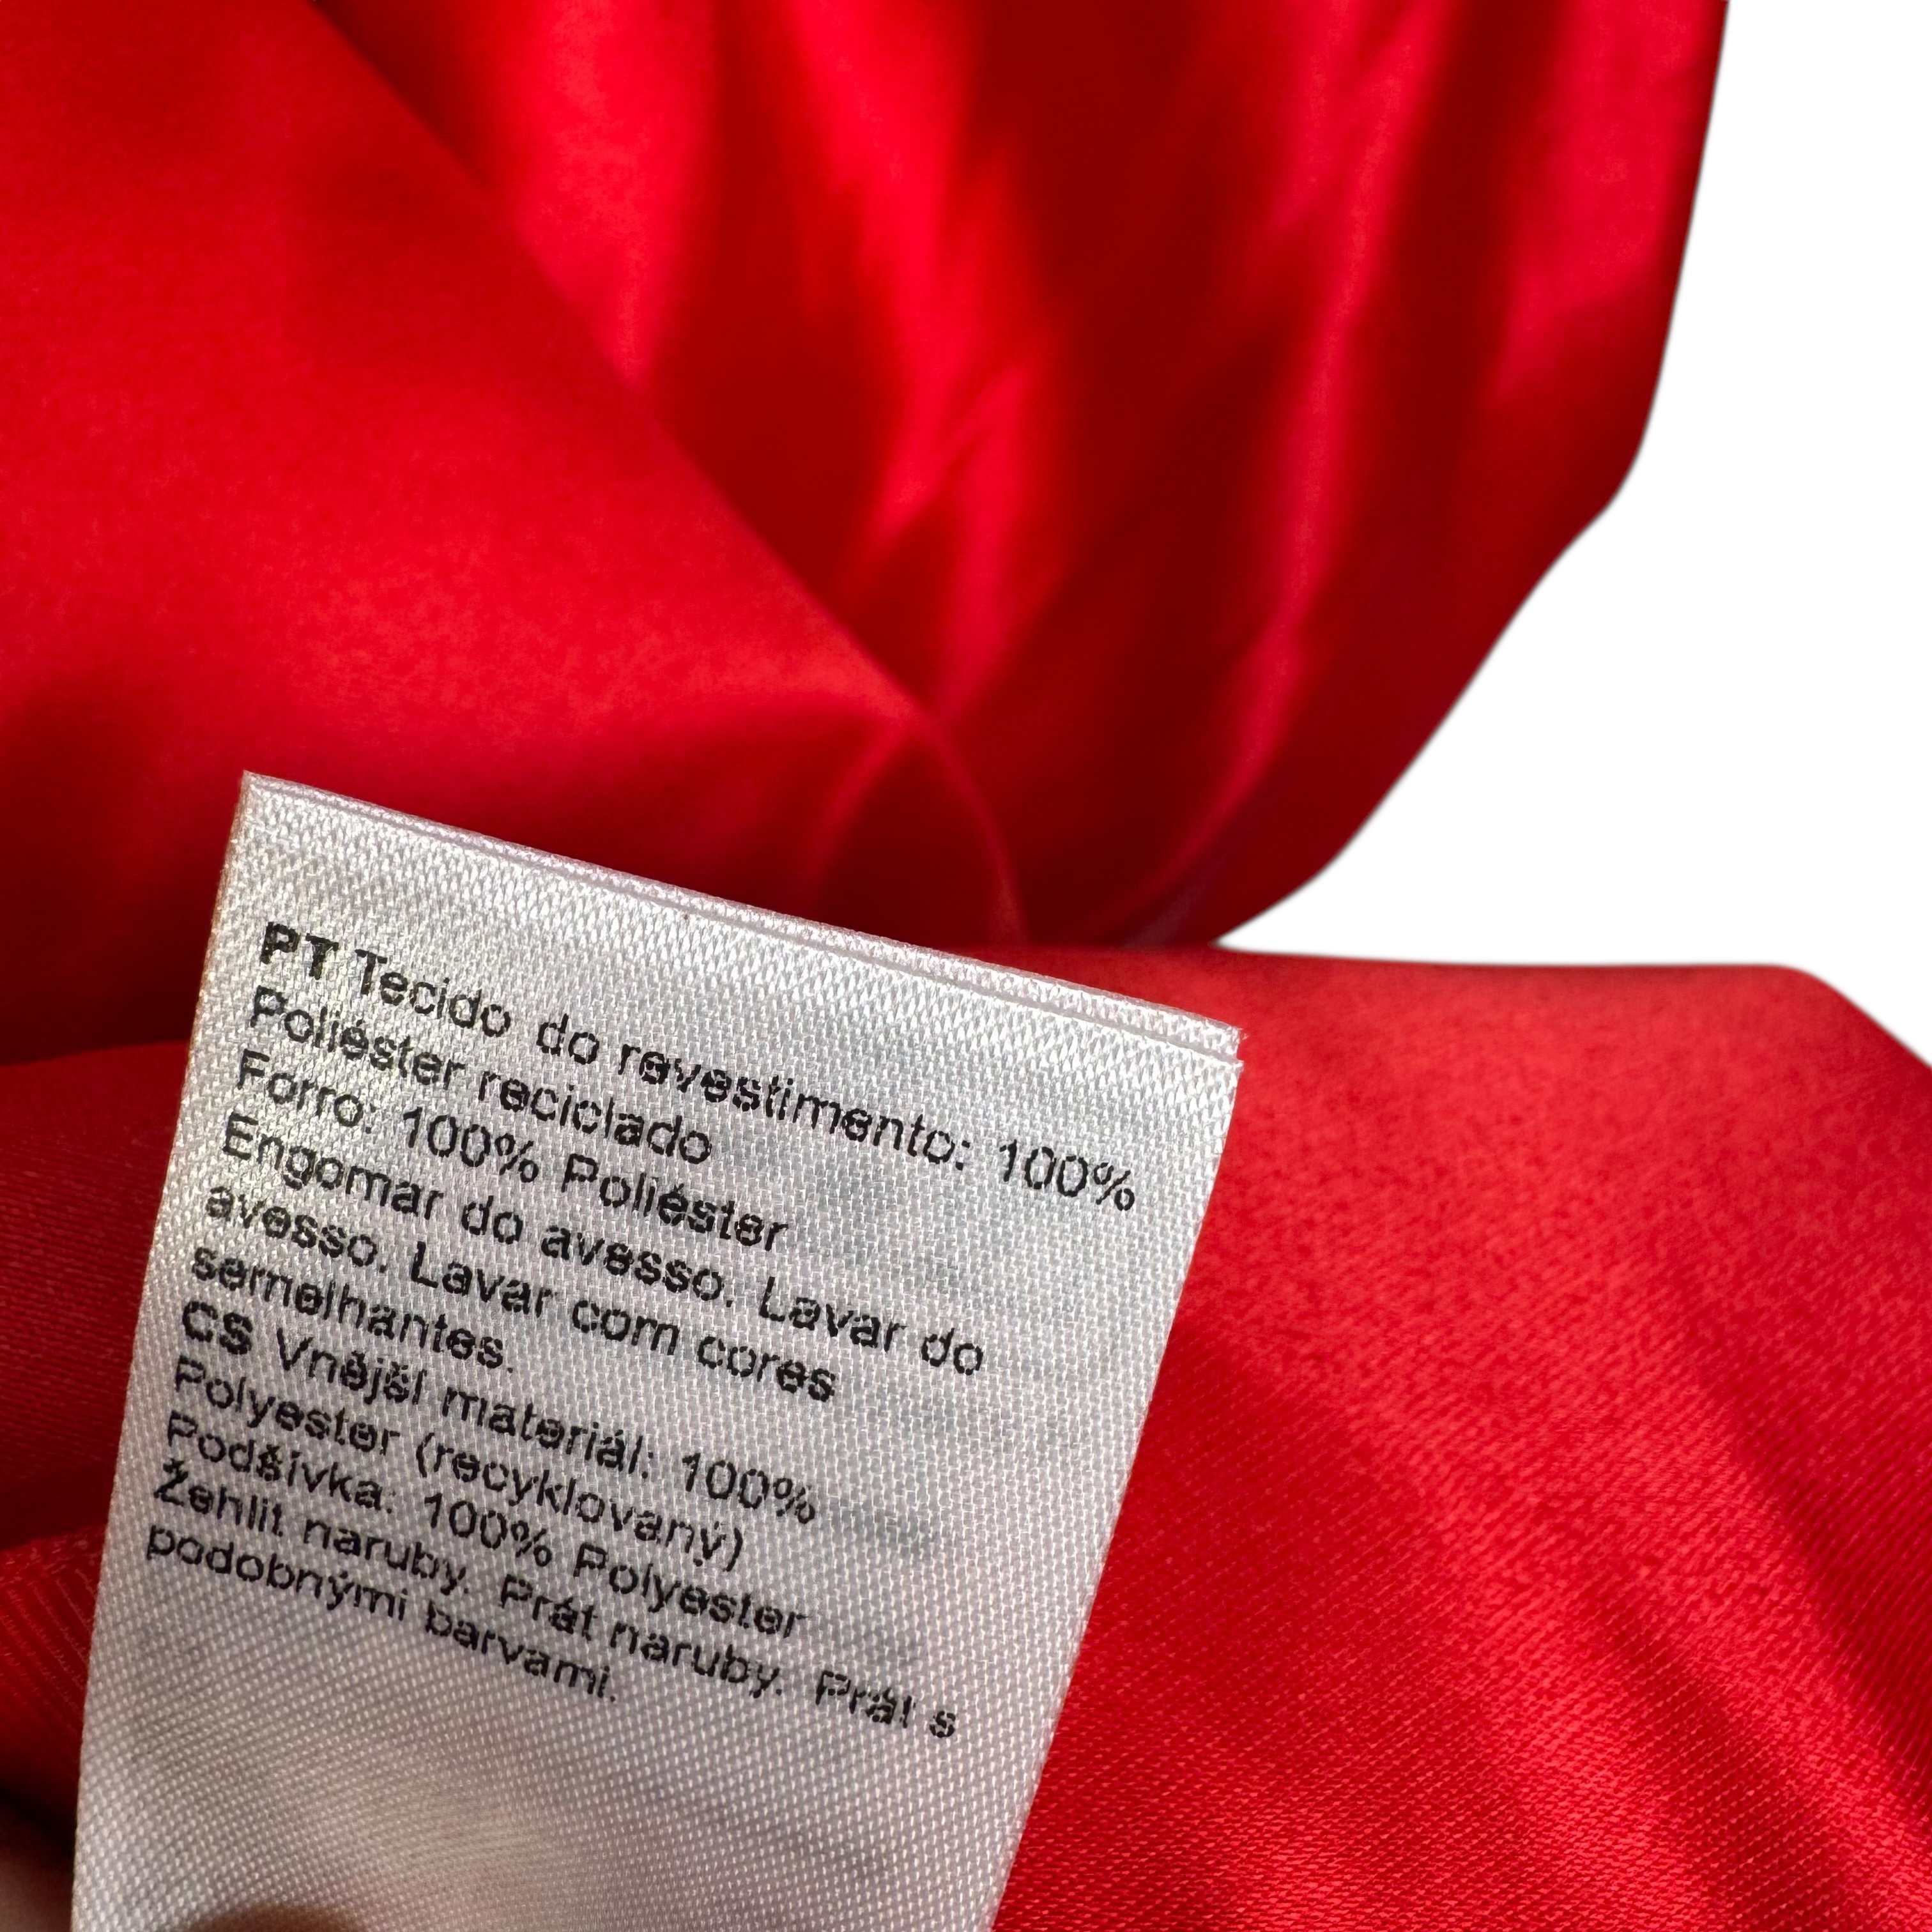 PT Tecido do revestimento: 100%
Poliéster reciclado
Forro: 100% Poliéster
Engomar do avesso. Lavar do
avesso. Lavar com cores
semelhantes.
CS Vnější materiál: 100%
Polyester (recyklovaný)
Podšívka: 100% Polyester
Žehlit naruby. Prát naruby. Prát s
podobnými barvami.